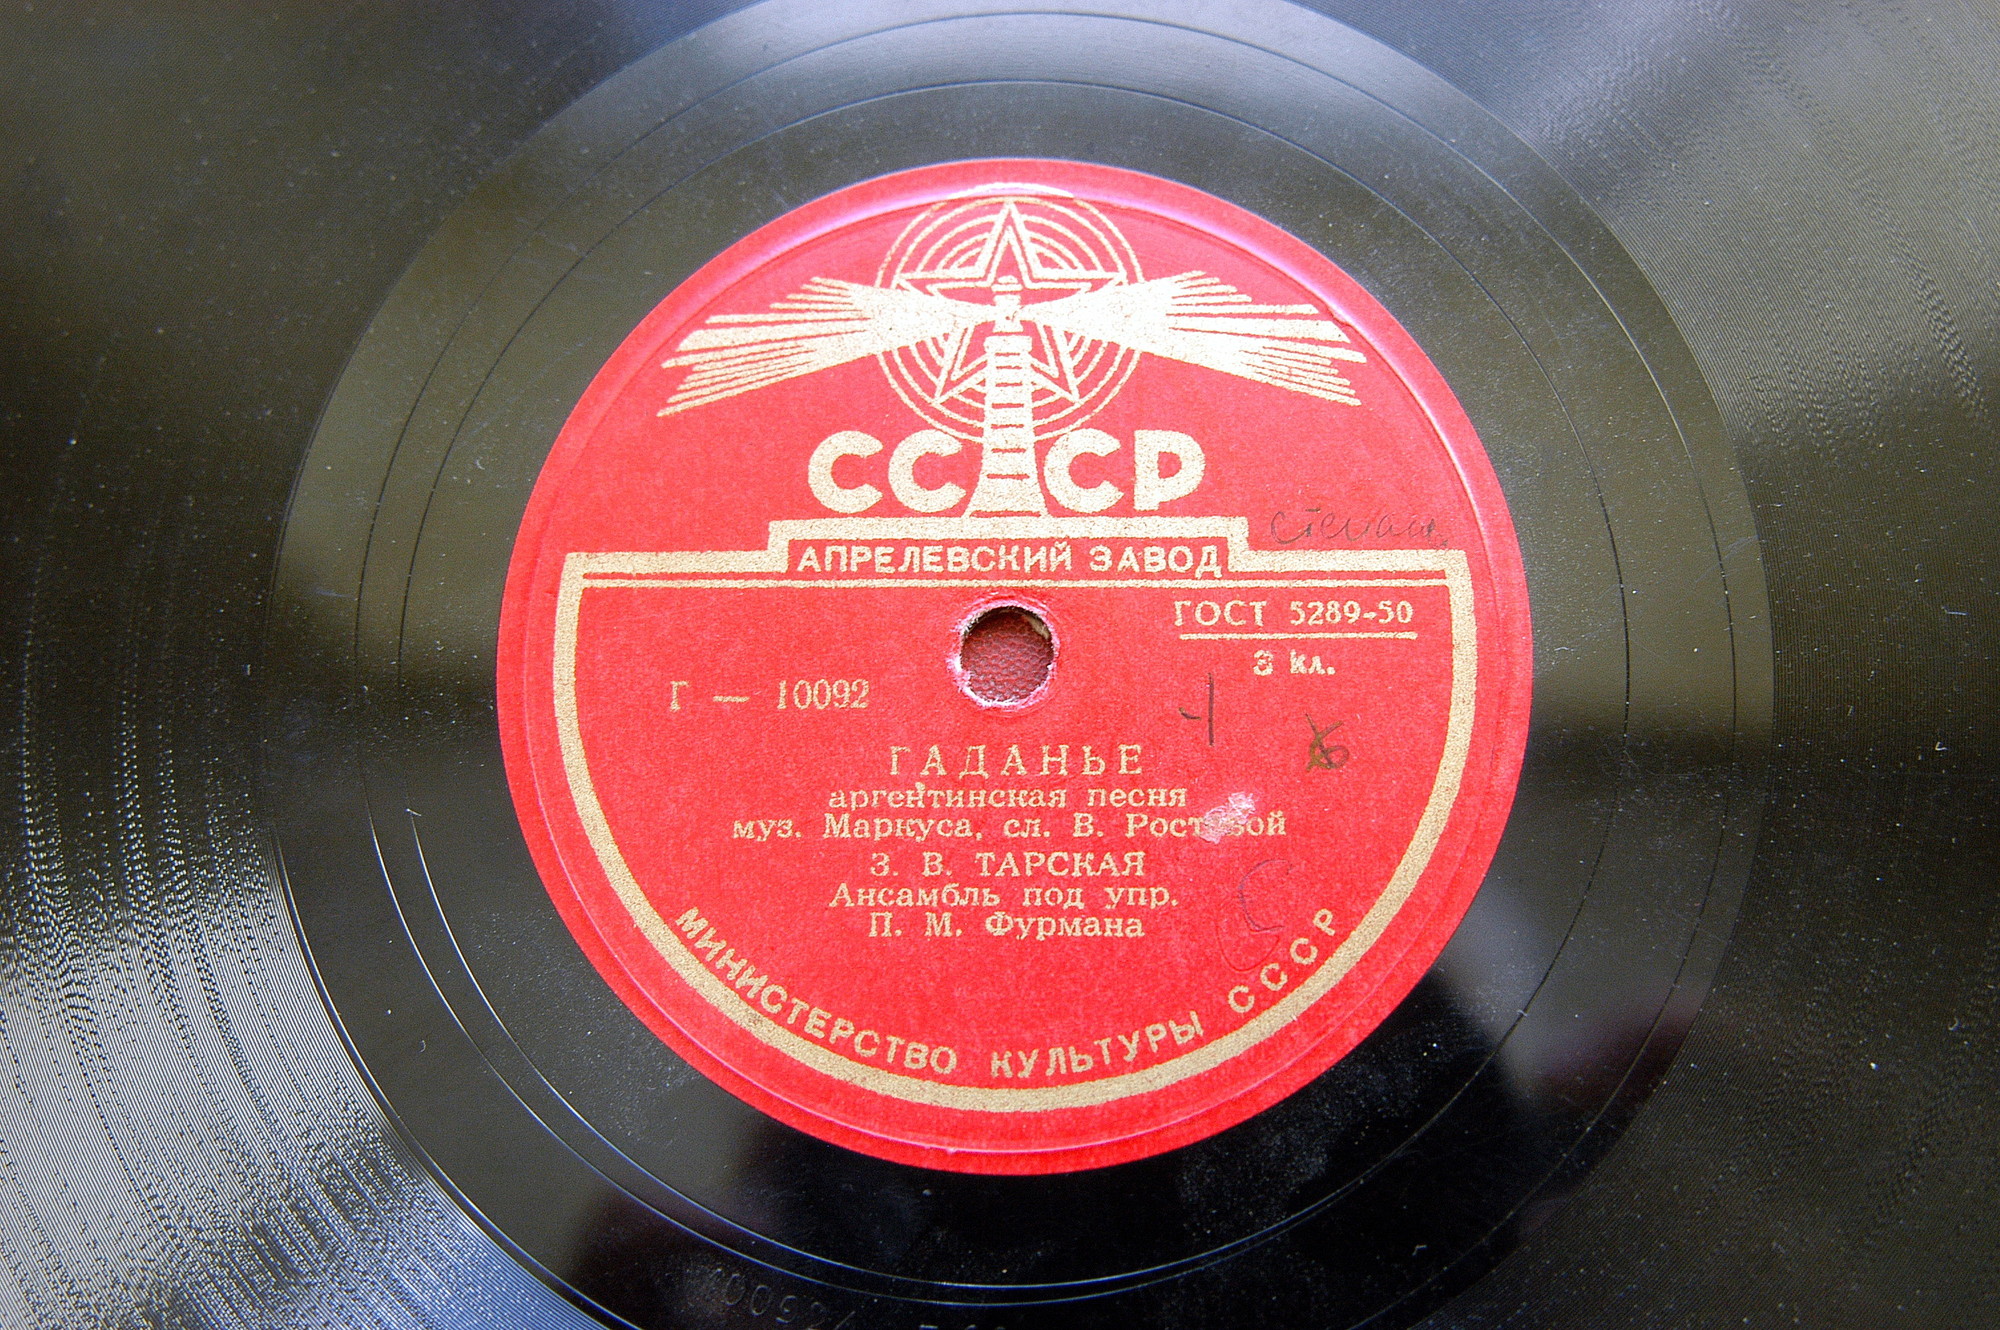 СССР
АПРЕЛЕВСКИЙ ЗАВОД
ГОСТ 5289-50
3 кл.
Г — 10092
ГАДАНЬЕ
аргентинская песня
муз. Маркуса, сл. В.
З. В. ТАРСКАЯ
Ансамбль под упр.
П. М. Фурмана
МИНИСТЕРСТВО КУЛЬТУРЫ СССР